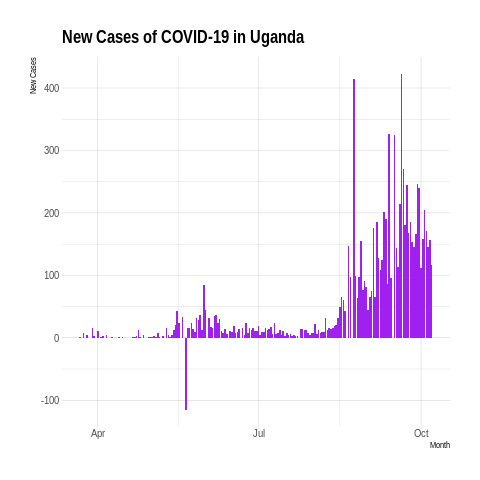 New Cases of COVID-19 in Uganda
New Cases
400
300
200
100
0
-100
Apr
Jul
Oct
Month